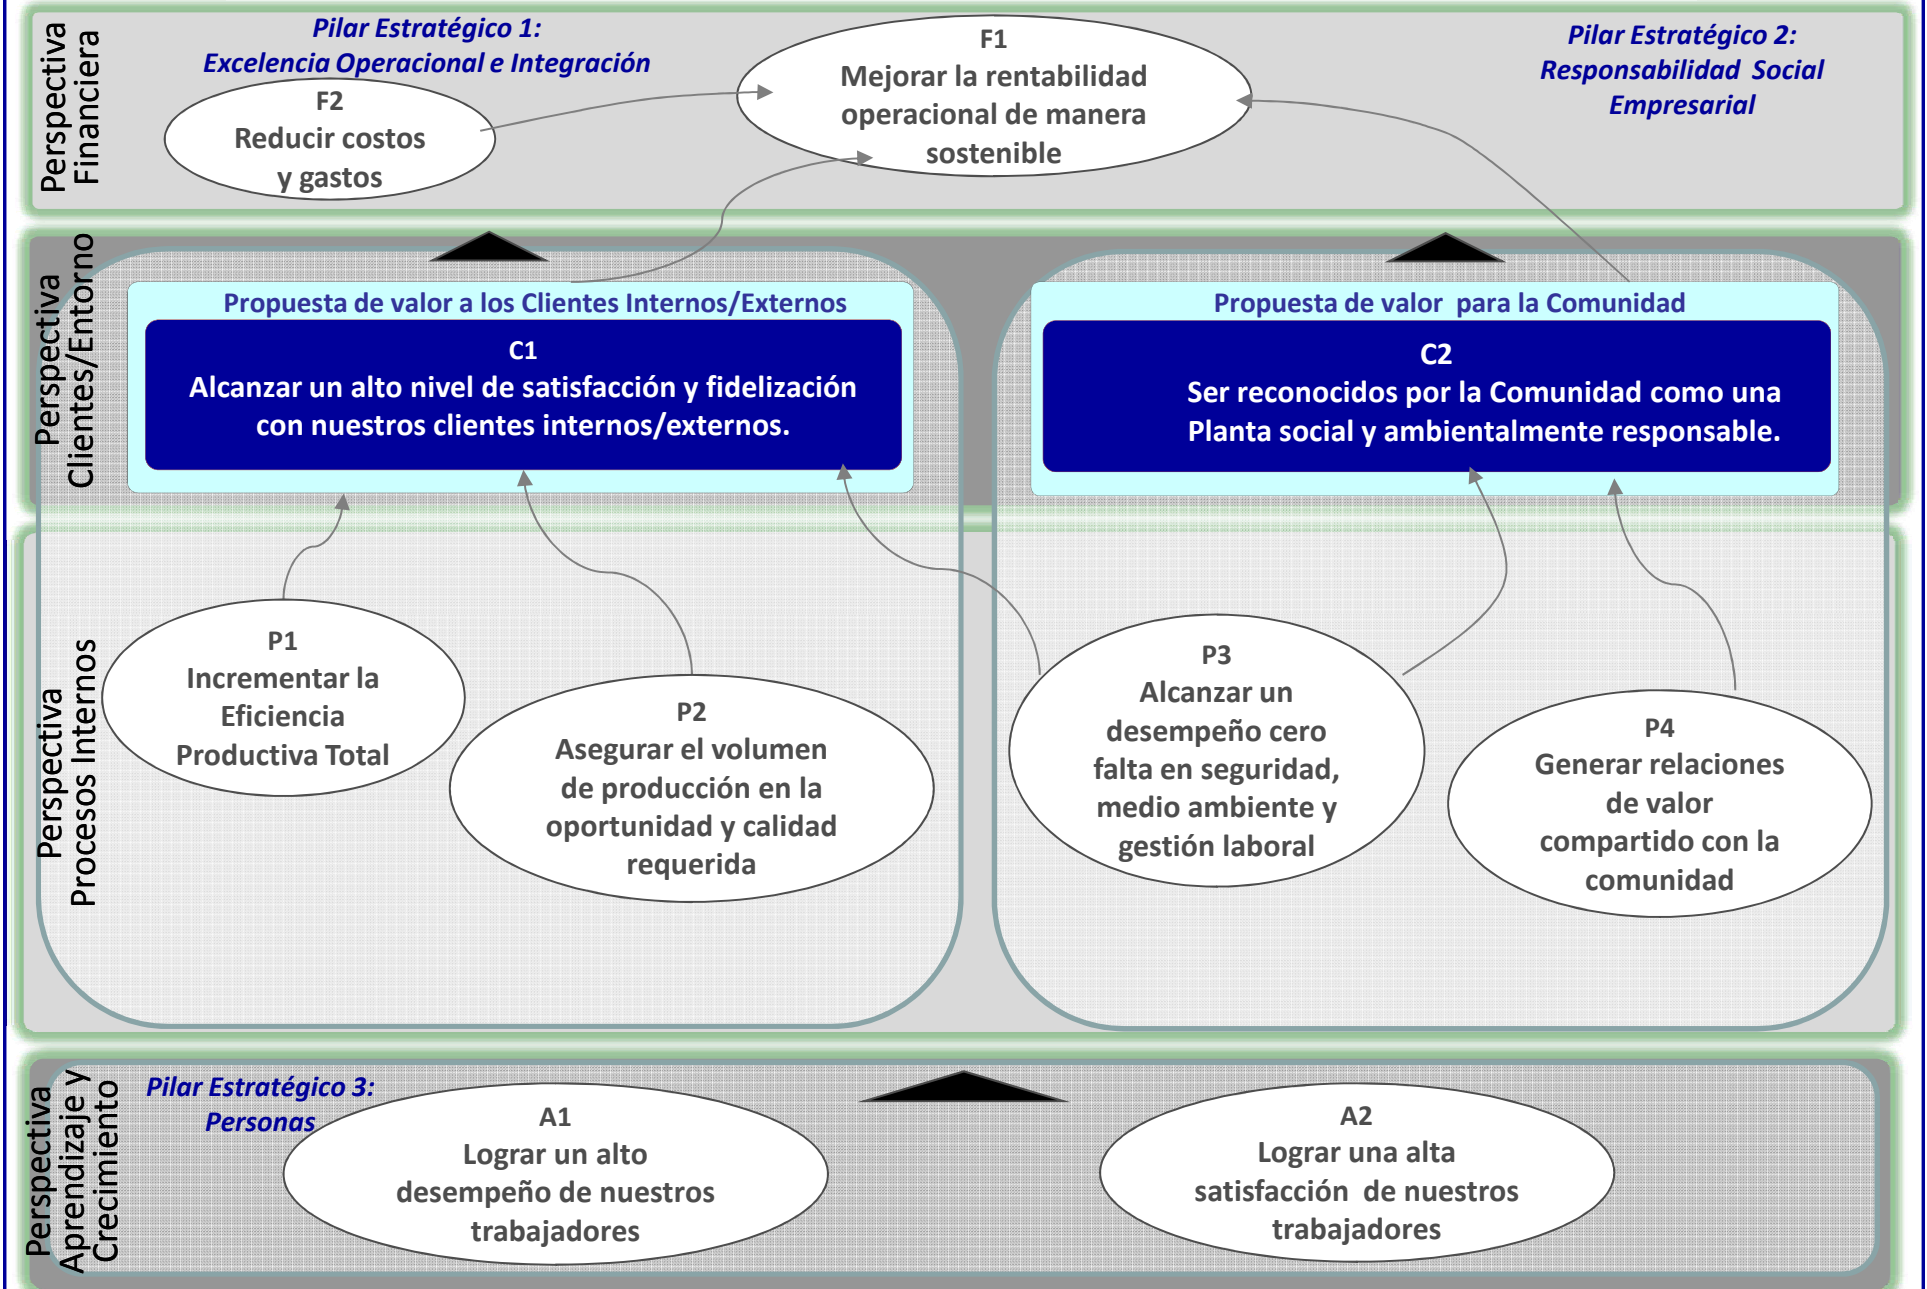 Perspectiva
Financiera
Pilar Estratégico 1:
Excelencia Operacional e Integración
F2
Reducir costos
y gastos
F1
Mejorar la rentabilidad
operacional de manera
sostenible
Pilar Estratégico 2:
Responsabilidad Social
Empresarial
Perspectiva
Clientes/Entorno
Propuesta de valor a los Clientes Internos/Externos
C1
Alcanzar un alto nivel de satisfacción y fidelización
con nuestros clientes internos/externos.
Propuesta de valor para la Comunidad
C2
Ser reconocidos por la Comunidad como una
Planta social y ambientalmente responsable.
Perspectiva
Procesos Internos
P1
Incrementar la
Eficiencia
Productiva Total
P2
Asegurar el volumen
de producción en la
oportunidad y calidad
requerida
P3
Alcanzar un
desempeño cero
falta en seguridad,
medio ambiente y
gestión laboral
P4
Generar relaciones
de valor
compartido con la
comunidad
Perspectiva
Aprendizaje y
Crecimiento
Pilar Estratégico 3:
Personas
A1
Lograr un alto
desempeño de nuestros
trabajadores
A2
Lograr una alta
satisfacción de nuestros
trabajadores